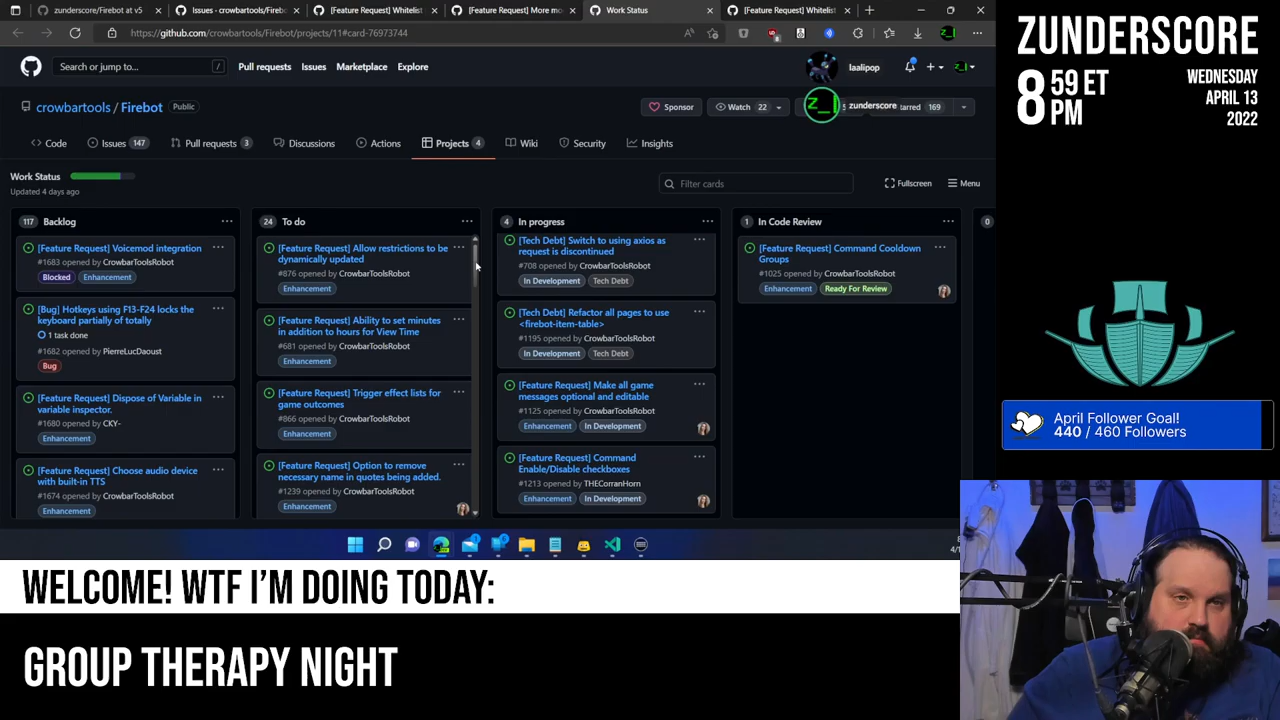 zunderscore/Firebot at v5
Issues · crowbartools/Firebo
[Feature Request] Whitelist
[Feature Request] More mo
Work Status
[Feature Request] Whitelis
https://github.com/crowbartools/Firebot/projects/11#card-76973744
Search or jump to...
/
Pull requests
Issues
Marketplace
Explore
laalipop
crowbartools / Firebot
Public
Sponsor
Watch
22
zunderscore
arred
169
Code
Issues
147
Pull requests
3
Discussions
Actions
Projects
4
Wiki
Security
Insights
Work Status
Updated 4 days ago
Filter cards
Fullscreen
Menu
117
Backlog
[Feature Request] Voicemod integration
#1683 opened by CrowbarToolsRobot
Blocked
Enhancement
[Bug] Hotkeys using F13-F24 locks the
keyboard partially of totally
1 task done
#1682 opened by PierreLucDaoust
Bug
[Feature Request] Dispose of Variable in
variable inspector.
#1680 opened by CKY-
Enhancement
[Feature Request] Choose audio device
with built-in TTS
#1674 opened by CrowbarToolsRobot
Enhancement
24
To do
[Feature Request] Allow restrictions to be
dynamically updated
#876 opened by CrowbarToolsRobot
Enhancement
[Feature Request] Ability to set minutes
in addition to hours for View Time
#681 opened by CrowbarToolsRobot
Enhancement
[Feature Request] Trigger effect lists for
game outcomes
#866 opened by CrowbarToolsRobot
Enhancement
[Feature Request] Option to remove
necessary name in quotes being added.
#1239 opened by CrowbarToolsRobot
Enhancement
4
In progress
[Tech Debt] Switch to using axios as
request is discontinued
#708 opened by CrowbarToolsRobot
In Development
Tech Debt
[Tech Debt] Refactor all pages to use
<firebot-item-table>
#1195 opened by CrowbarToolsRobot
In Development
Tech Debt
[Feature Request] Make all game
messages optional and editable
#1125 opened by CrowbarToolsRobot
Enhancement
In Development
[Feature Request] Command
Enable/Disable checkboxes
#1213 opened by THECorranHorn
Enhancement
In Development
1
In Code Review
[Feature Request] Command Cooldown
Groups
#1025 opened by CrowbarToolsRobot
Enhancement
Ready For Review
0
ZUNDERSCORE
8 59 ET
PM
WEDNESDAY
APRIL 13
2022
April Follower Goal!
440 / 460 Followers
WELCOME! WTF I'M DOING TODAY:
GROUP THERAPY NIGHT